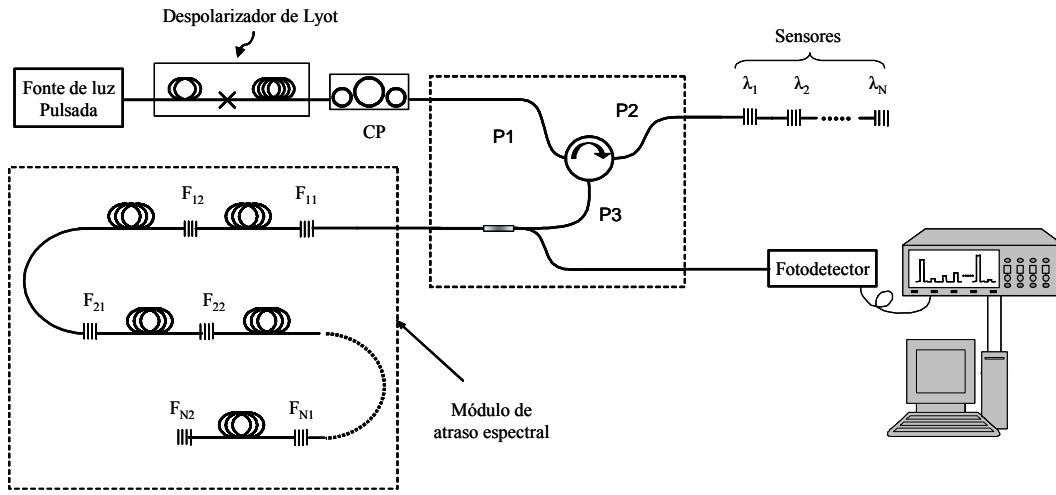 Despolarizador de Lyot
Sensores
Fonte de luz
Pulsada
λ1
λ2
λN
CP
P1
P2
P3
F12
F11
Fotodetector
F21
F22
FN2
FN1
Módulo de
atraso espectral